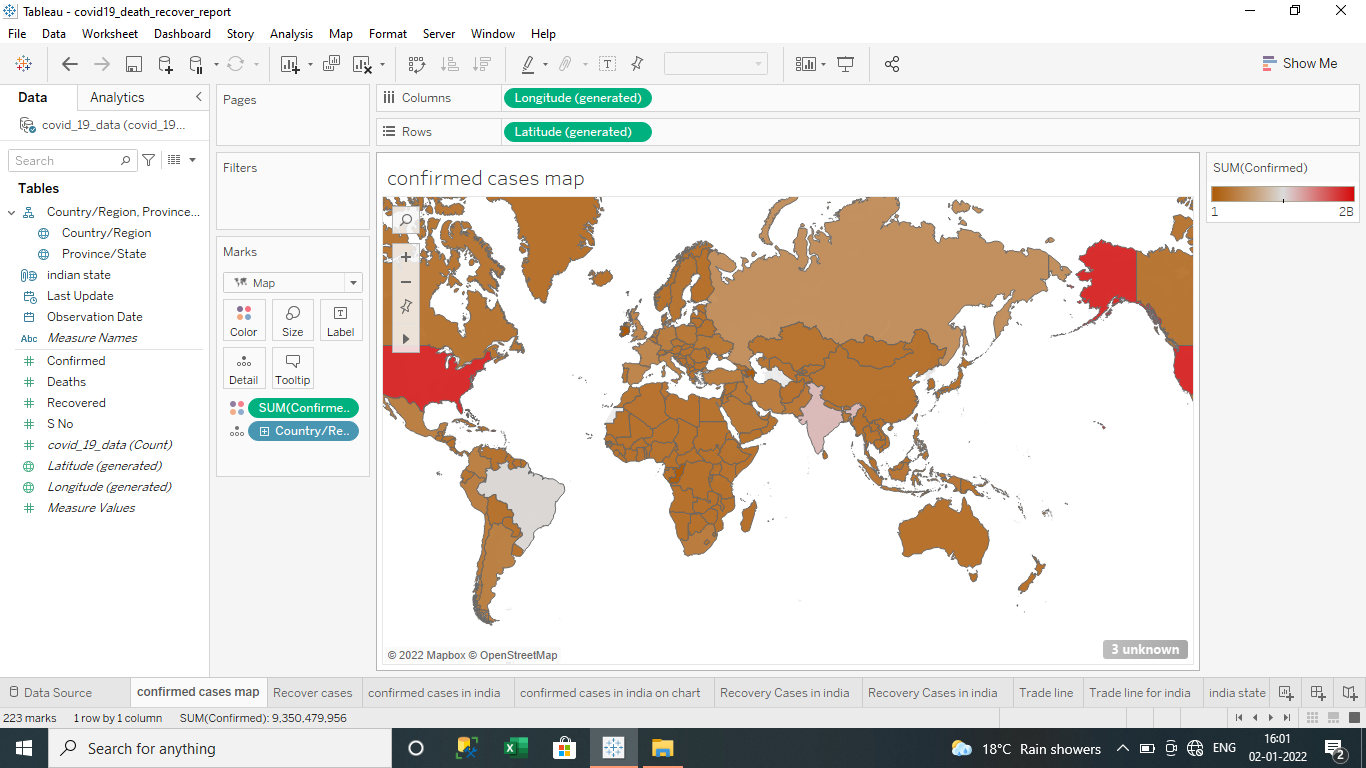 Tableau - covid19_death_recover_report
File Data Worksheet Dashboard Story Analysis Map Format Server Window Help
Show Me
Data Analytics
covid_19_data (covid_19...
Search
Tables
Country/Region, Province...
Country/Region
Province/State
indian state
Last Update
Observation Date
Abc Measure Names
Confirmed
Deaths
Recovered
S No
covid_19_data (Count)
Latitude (generated)
Longitude (generated)
Measure Values
Pages
Filters
Marks
Map
Color Size Label
Detail Tooltip
SUM(Confirme..
Country/Re..
Columns Longitude (generated)
Rows Latitude (generated)
confirmed cases map
© 2022 Mapbox © OpenStreetMap
3 unknown
SUM(Confirmed)
1 2B
Data Source confirmed cases map Recover cases confirmed cases in india confirmed cases in india on chart Recovery Cases in india Recovery Cases in india Trade line Trade line for india india state
223 marks 1 row by 1 column SUM(Confirmed): 9,350,479,956
Search for anything
18°C Rain showers
ENG
16:01
02-01-2022
2